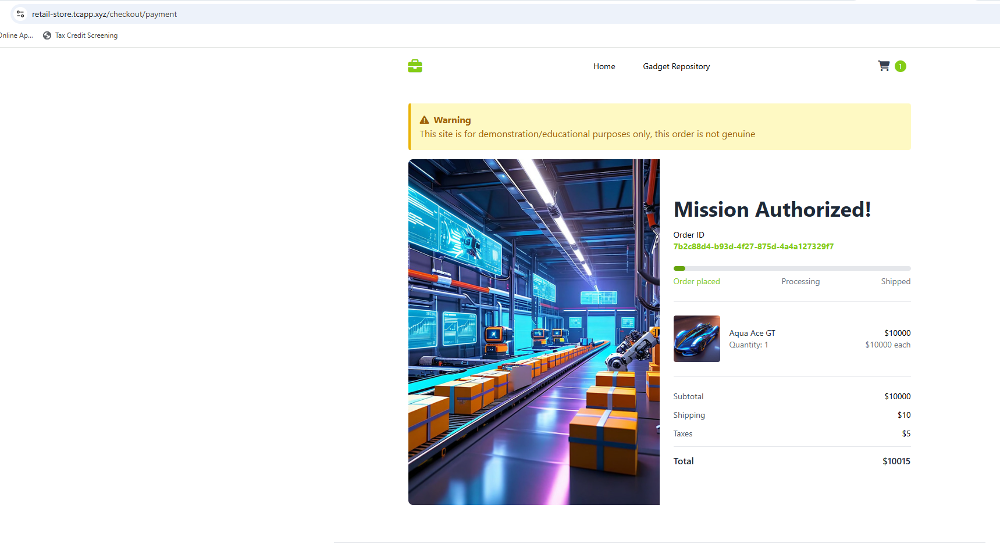 retail-store.tcapp.xyz/checkout/payment
Online Ap... Tax Credit Screening
Home Gadget Repository 1
Warning
This site is for demonstration/educational purposes only, this order is not genuine
Mission Authorized!
Order ID
7b2c88d4-b93d-4f27-875d-4a4a127329f7
Order placed Processing Shipped
Aqua Ace GT $10000
Quantity: 1 $10000 each
Subtotal $10000
Shipping $10
Taxes $5
Total $10015